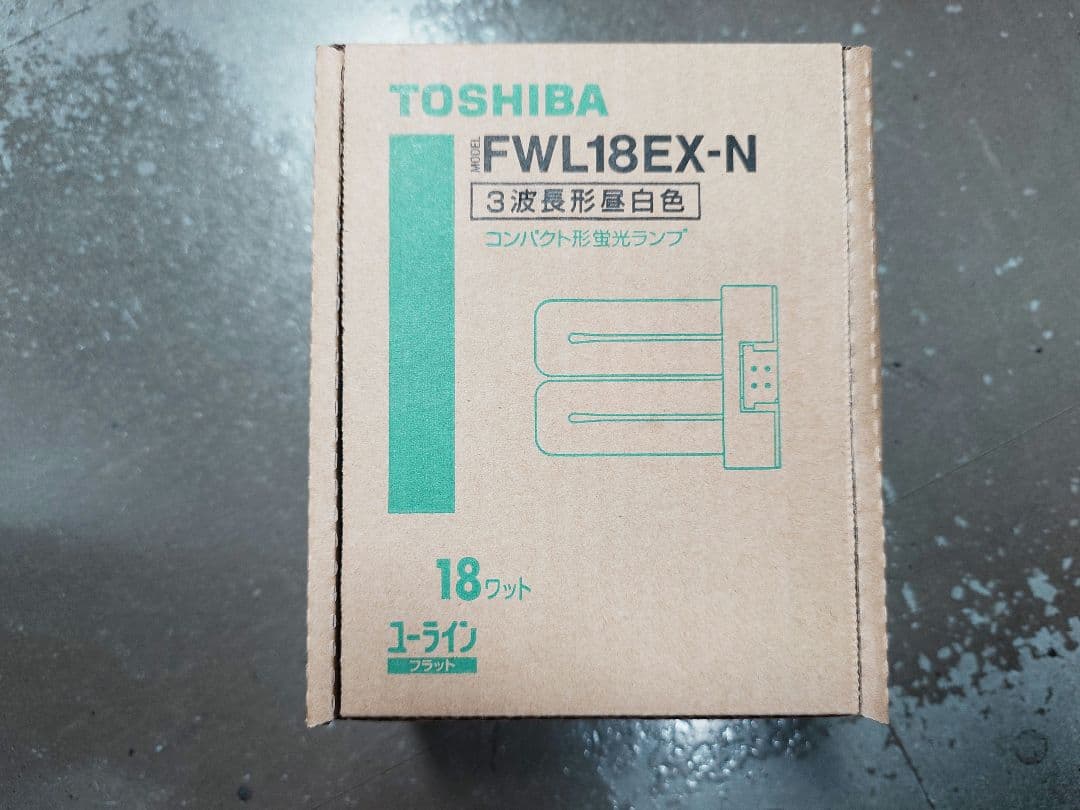 TOSHIBA
MODEL FWL18EX-N
3波長形昼白色
コンパクト形蛍光ランプ
18ワット
ユーライン
フラット